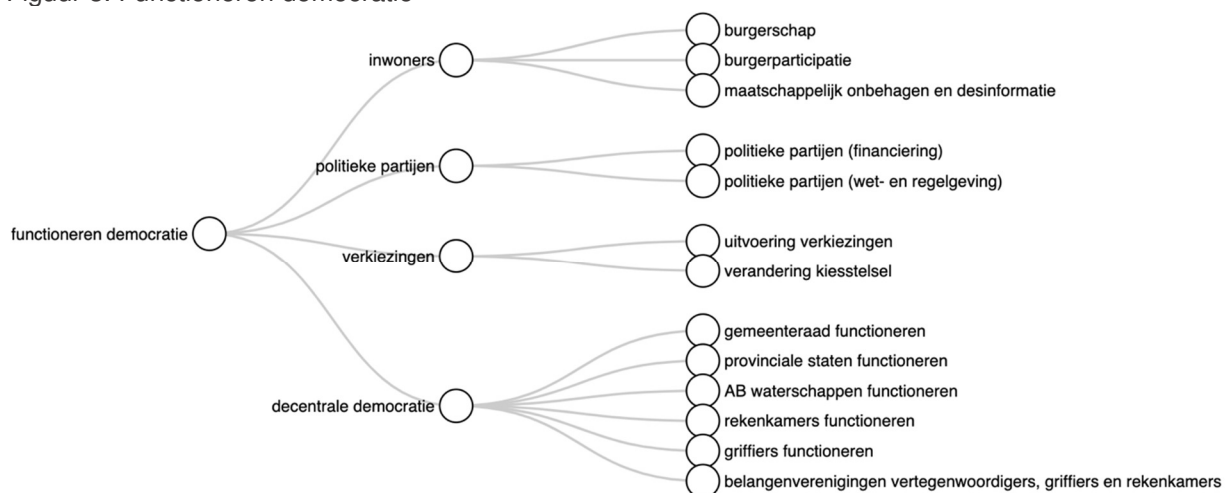 functioneren democratie
inwoners
burgerschap
burgerparticipatie
maatschappelijk onbehagen en desinformatie
politieke partijen
politieke partijen (financiering)
politieke partijen (wet- en regelgeving)
verkiezingen
uitvoering verkiezingen
verandering kiesstelsel
decentrale democratie
gemeenteraad functioneren
provinciale staten functioneren
AB waterschappen functioneren
rekenkamers functioneren
griffiers functioneren
belangenverenigingen vertegenwoordigers, griffiers en rekenkamers